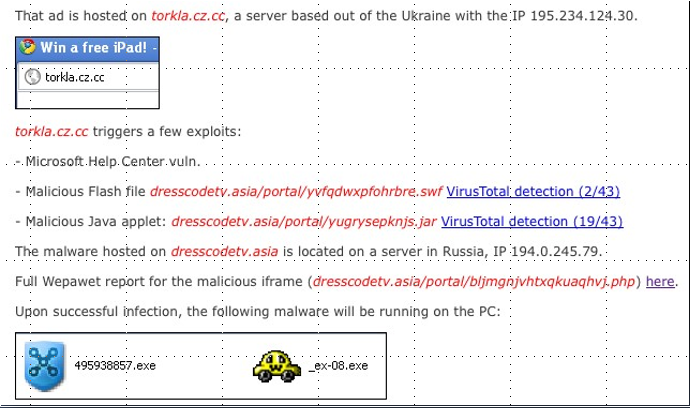 That ad is hosted on torkla.cz.cc, a server based out of the Ukraine with the IP 195.234.124.30.
Win a free iPad! -
torkla.cz.cc
torkla.cz.cc triggers a few exploits:
- Microsoft Help Center vuln.
- Malicious Flash file dresscodetv.asia/portal/yvfqdwxpfohrbre.swf VirusTotal detection (2/43)
- Malicious Java applet: dresscodetv.asia/portal/yugrysepknjs.jar VirusTotal detection (19/43)
The malware hosted on dresscodetv.asia is located on a server in Russia, IP 194.0.245.79.
Full Wepawet report for the malicious iframe (dresscodetv.asia/portal/bljmgnjvhtxqkuaqhvj.php) here.
Upon successful infection, the following malware will be running on the PC:
495938857.exe _ex-08.exe